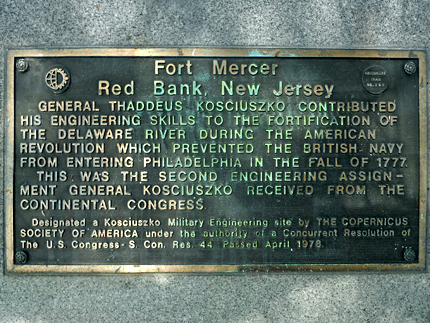 Fort Mercer
Red Bank, New Jersey
GENERAL THADDEUS KOSCIUSZKO CONTRIBUTED
HIS ENGINEERING SKILLS TO THE FORTIFICATION OF
THE DELAWARE RIVER DURING THE AMERICAN
REVOLUTION WHICH PREVENTED THE BRITISH NAVY
FROM ENTERING PHILADELPHIA IN THE FALL OF 1777.
THIS WAS THE SECOND ENGINEERING ASSIGN-
MENT GENERAL KOSCIUSZKO RECEIVED FROM THE
CONTINENTAL CONGRESS.
Designated a Kosciuszko Military Engineering site by THE COPERNICUS
SOCIETY OF AMERICA under the authority of a Concurrent Resolution of
The U.S. Congress- S. Con. Res. 44 Passed April 1978.